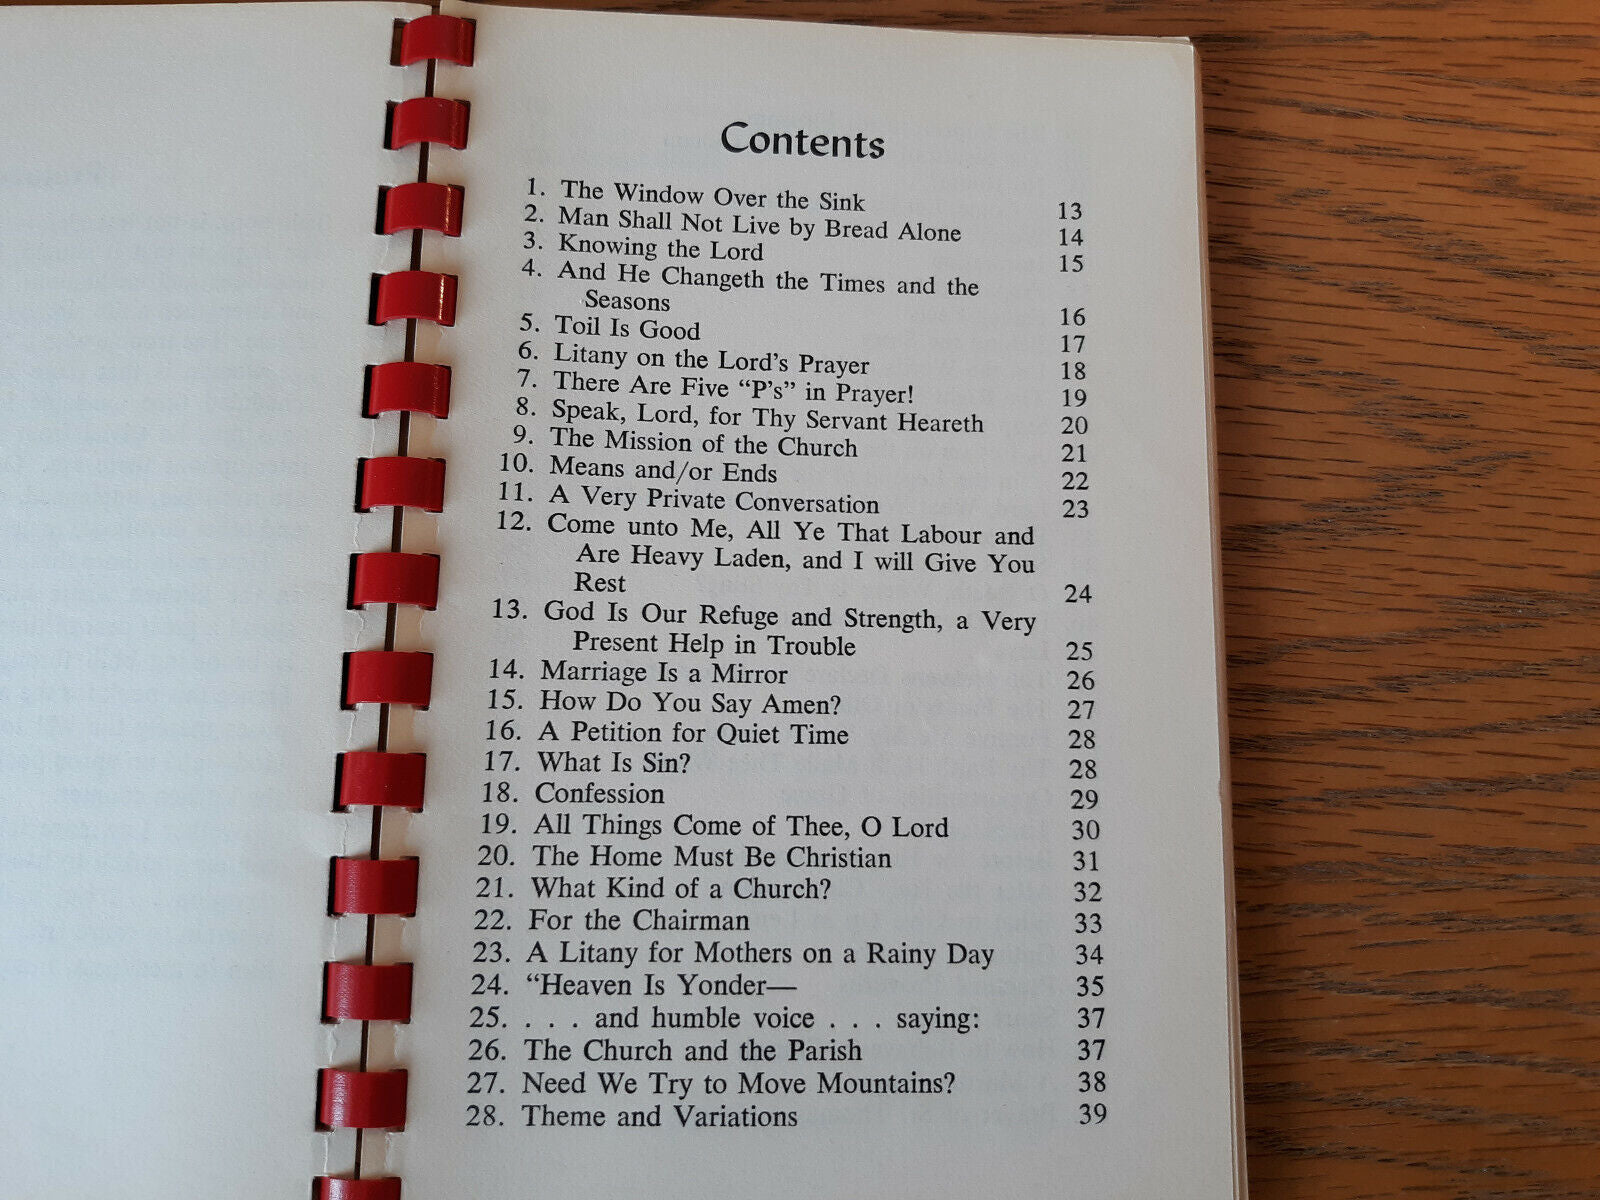 Contents
1. The Window Over the Sink 13
2. Man Shall Not Live by Bread Alone 14
3. Knowing the Lord 15
4. And He Changeth the Times and the
Seasons 16
5. Toil Is Good 17
6. Litany on the Lord's Prayer 18
7. There Are Five “P's” in Prayer! 19
8. Speak, Lord, for Thy Servant Heareth 20
9. The Mission of the Church 21
10. Means and/or Ends 22
11. A Very Private Conversation 23
12. Come unto Me, All Ye That Labour and
Are Heavy Laden, and I will Give You
Rest 24
13. God Is Our Refuge and Strength, a Very
Present Help in Trouble 25
14. Marriage Is a Mirror 26
15. How Do You Say Amen? 27
16. A Petition for Quiet Time 28
17. What Is Sin? 28
18. Confession 29
19. All Things Come of Thee, O Lord 30
20. The Home Must Be Christian 31
21. What Kind of a Church? 32
22. For the Chairman 33
23. A Litany for Mothers on a Rainy Day 34
24. “Heaven Is Yonder— 35
25. . . . and humble voice . . . saying: 37
26. The Church and the Parish 37
27. Need We Try to Move Mountains? 38
28. Theme and Variations 39